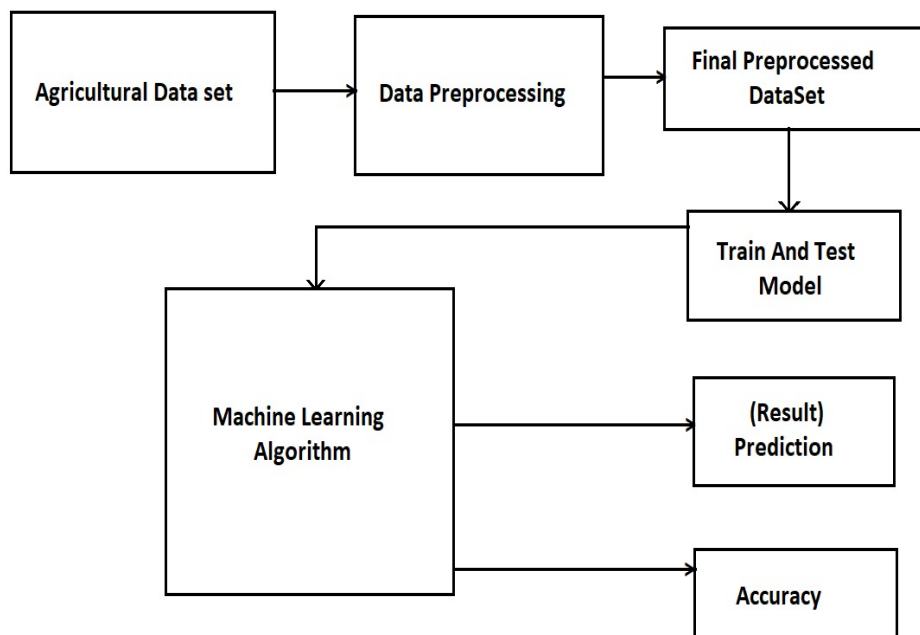 Agricultural Data set
Data Preprocessing
Final Preprocessed
DataSet
Train And Test
Model
Machine Learning
Algorithm
(Result)
Prediction
Accuracy